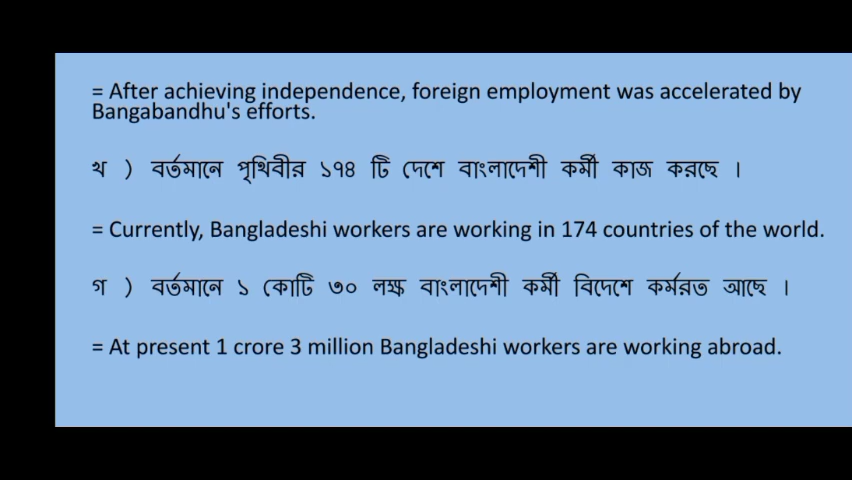 = After achieving independence, foreign employment was accelerated by
Bangabandhu's efforts.
খ ) বর্তমানে পৃথিবীর ১৭৪ টি দেশে বাংলাদেশী কর্মী কাজ করছে ।
= Currently, Bangladeshi workers are working in 174 countries of the world.
গ ) বর্তমানে ১ কোটি ৩০ লক্ষ বাংলাদেশী কর্মী বিদেশে কর্মরত আছে ।
= At present 1 crore 3 million Bangladeshi workers are working abroad.